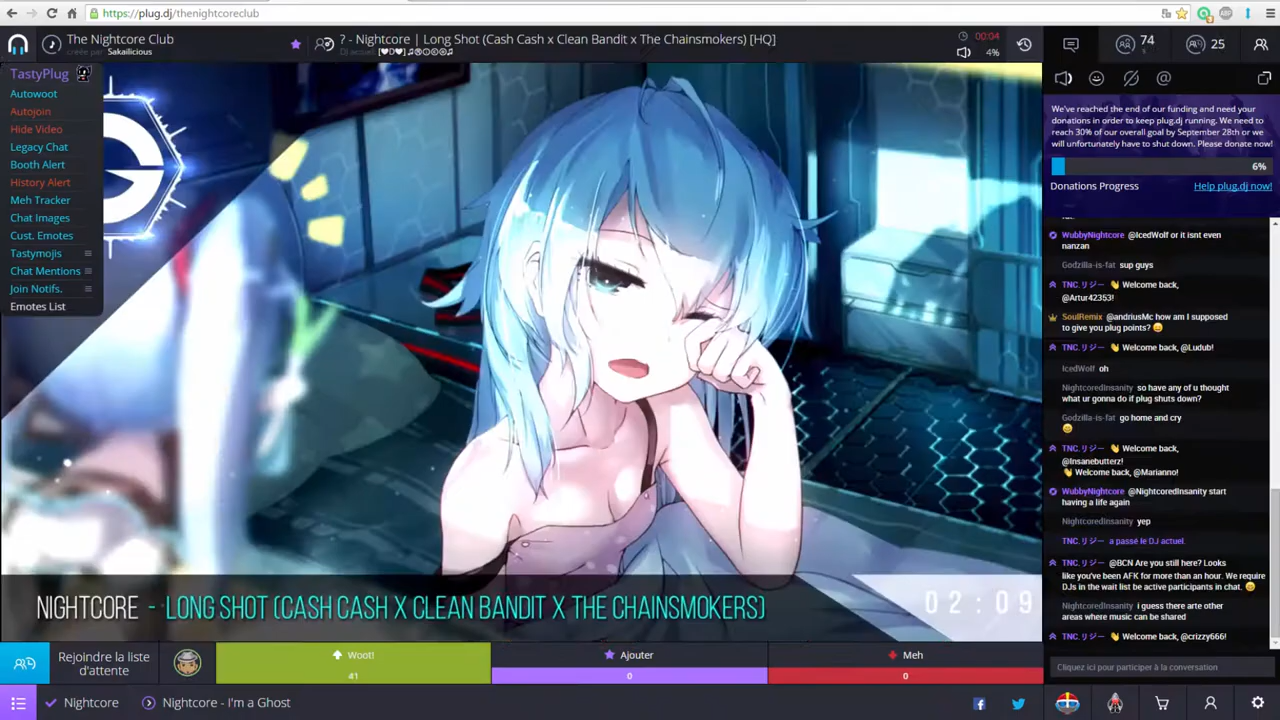 https://plug.dj/thenightcoreclub
The Nightcore Club
créée par Sakailicious
? - Nightcore | Long Shot (Cash Cash x Clean Bandit x The Chainsmokers) [HQ]
DJ actuel:
00:04
4%
74
25
TastyPlug
Autowoot
Autojoin
Hide Video
Legacy Chat
Booth Alert
History Alert
Meh Tracker
Chat Images
Cust. Emotes
Tastymojis
Chat Mentions
Join Notifs.
Emotes List
NIGHTCORE - LONG SHOT (CASH CASH X CLEAN BANDIT X THE CHAINSMOKERS)
02:09
Rejoindre la liste
d'attente
Woot!
41
Ajouter
0
Meh
0
Nightcore
Nightcore - I'm a Ghost
We've reached the end of our funding and need your
donations in order to keep plug.dj running. We need to
reach 30% of our overall goal by September 28th or we
will unfortunately have to shut down. Please donate now!
6%
Donations Progress
Help plug.dj now!
WubbyNightcore @IcedWolf or it isnt even
nanzan
Godzilla-is-fat sup guys
TNC.リジー 👋 Welcome back,
@Artur42353!
SoulRemix @andriusMc how am I supposed
to give you plug points? 😄
TNC.リジー 👋 Welcome back, @Ludub!
IcedWolf oh
NightcoredInsanity so have any of u thought
what ur gonna do if plug shuts down?
Godzilla-is-fat go home and cry
😄
TNC.リジー 👋 Welcome back,
@Insanebutterz!
👋 Welcome back, @Marianno!
WubbyNightcore @NightcoredInsanity start
having a life again
NightcoredInsanity yep
TNC.リジー a passé le DJ actuel.
TNC.リジー @BCN Are you still here? Looks
like you've been AFK for more than an hour. We require
DJs in the wait list be active participants in chat. 😊
NightcoredInsanity i guess there arte other
areas where music can be shared
TNC.リジー 👋 Welcome back, @crizzy666!
Cliquez ici pour participer à la conversation